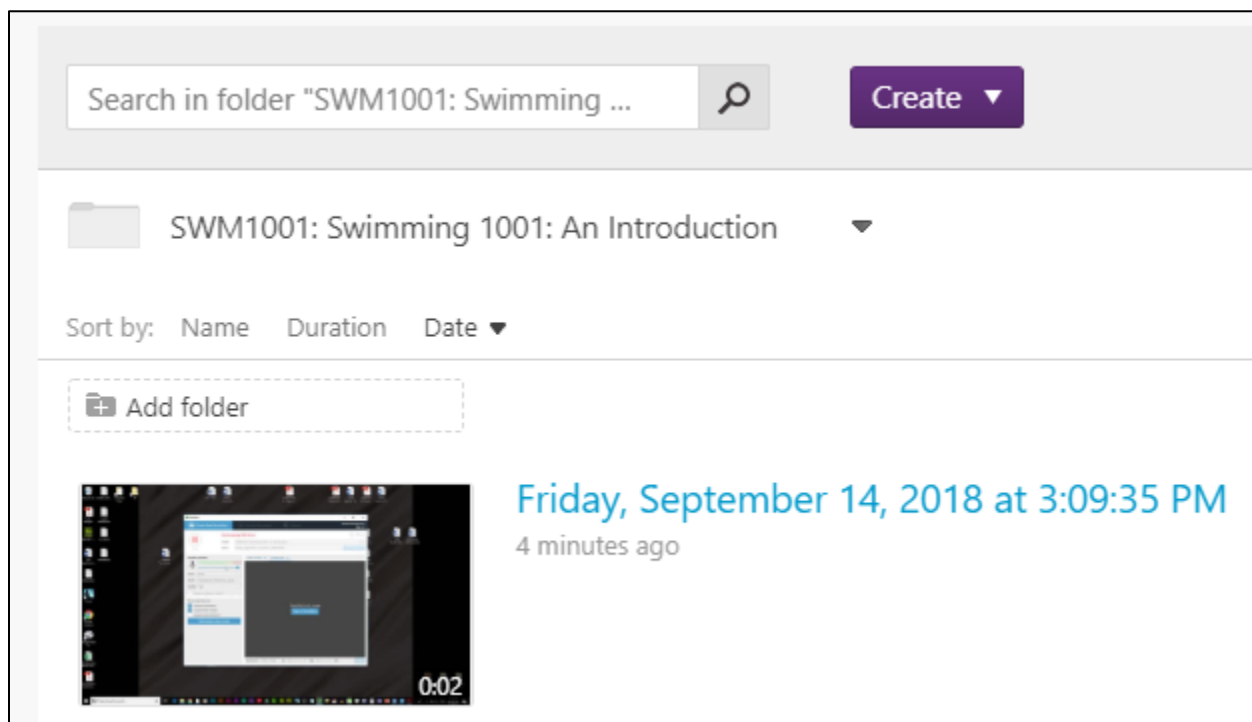 Search in folder "SWM1001: Swimming ...
Create
SWM1001: Swimming 1001: An Introduction
Sort by: Name Duration Date
Add folder
Friday, September 14, 2018 at 3:09:35 PM
4 minutes ago
0:02